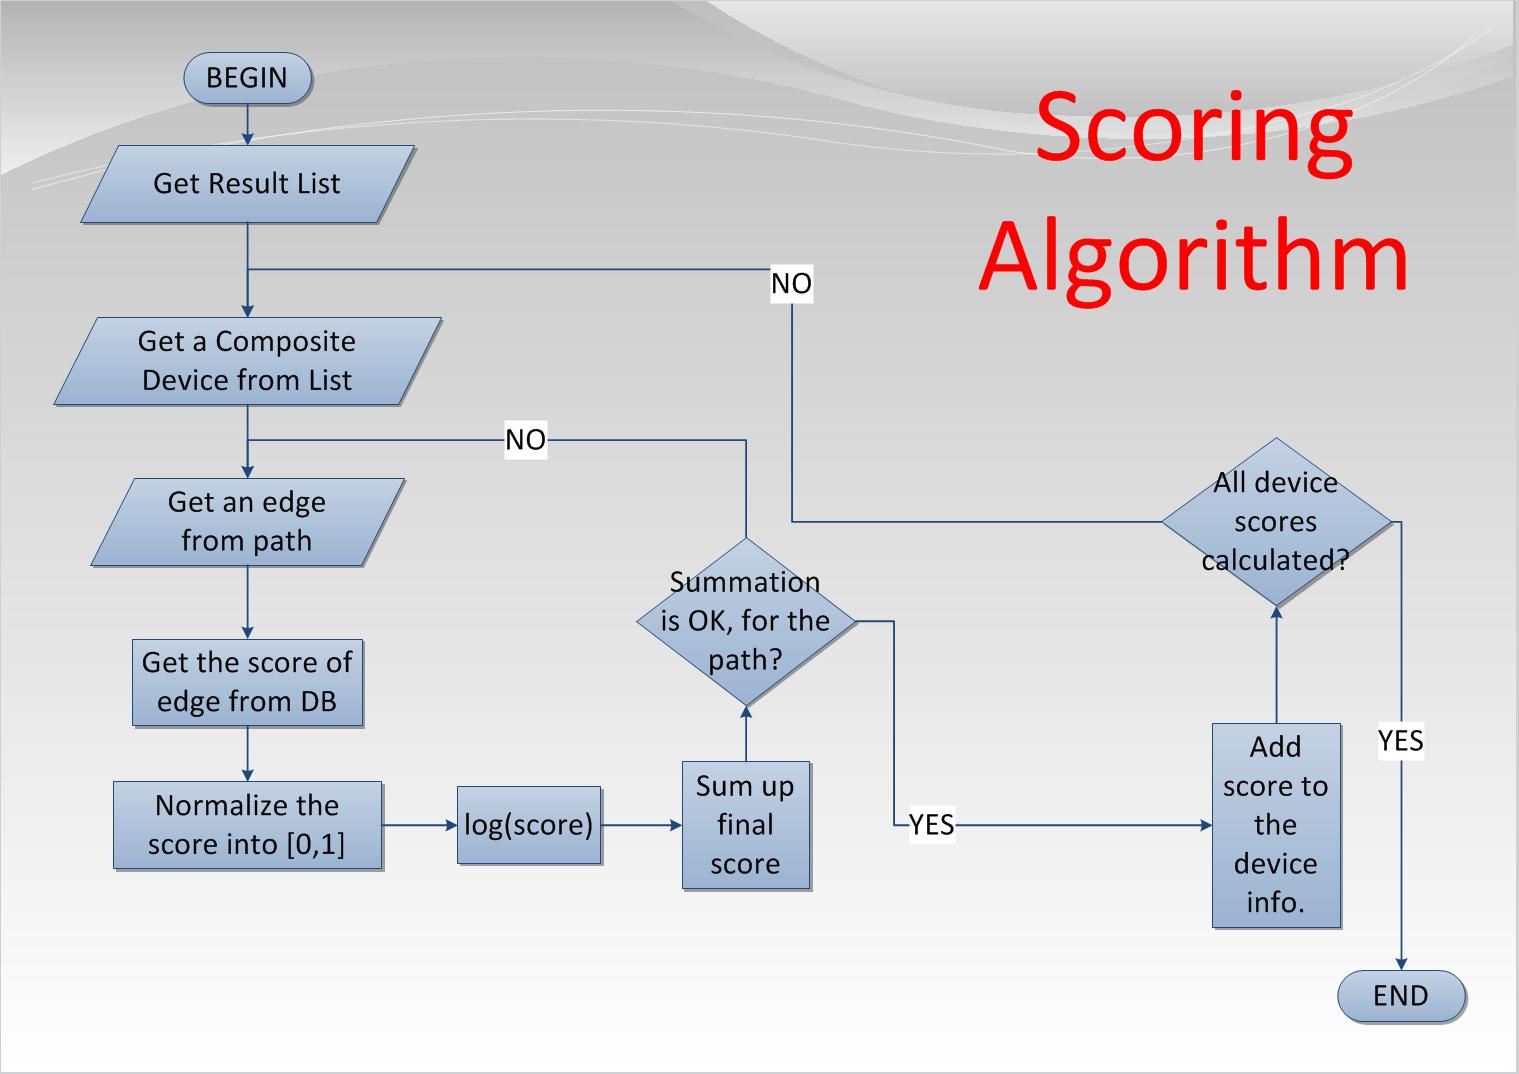 BEGIN
Scoring
Algorithm
Get Result List
NO
Get a Composite
Device from List
NO
Get an edge
from path
All device
scores
calculated?
Summation
is OK, for the
path?
Get the score of
edge from DB
YES
Normalize the
score into [0,1]
log(score)
Sum up
final
score
YES
Add
score to
the
device
info.
END